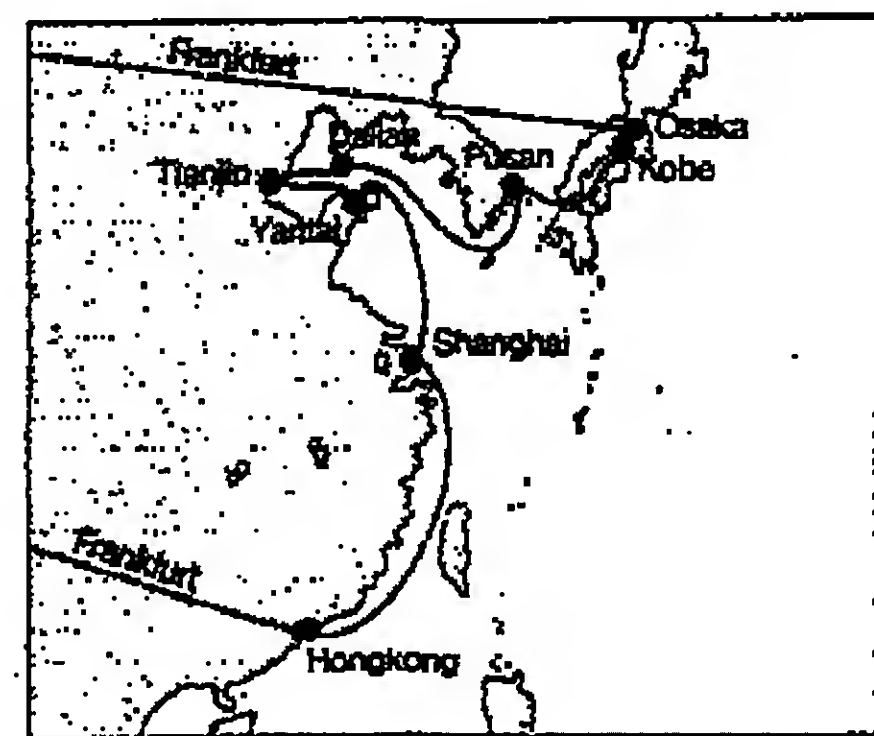 Frankfurt
Osaka
Dalian
Pusan
Kobe
Tianjin
Yantai
Shanghai
Frankfurt
Hongkong